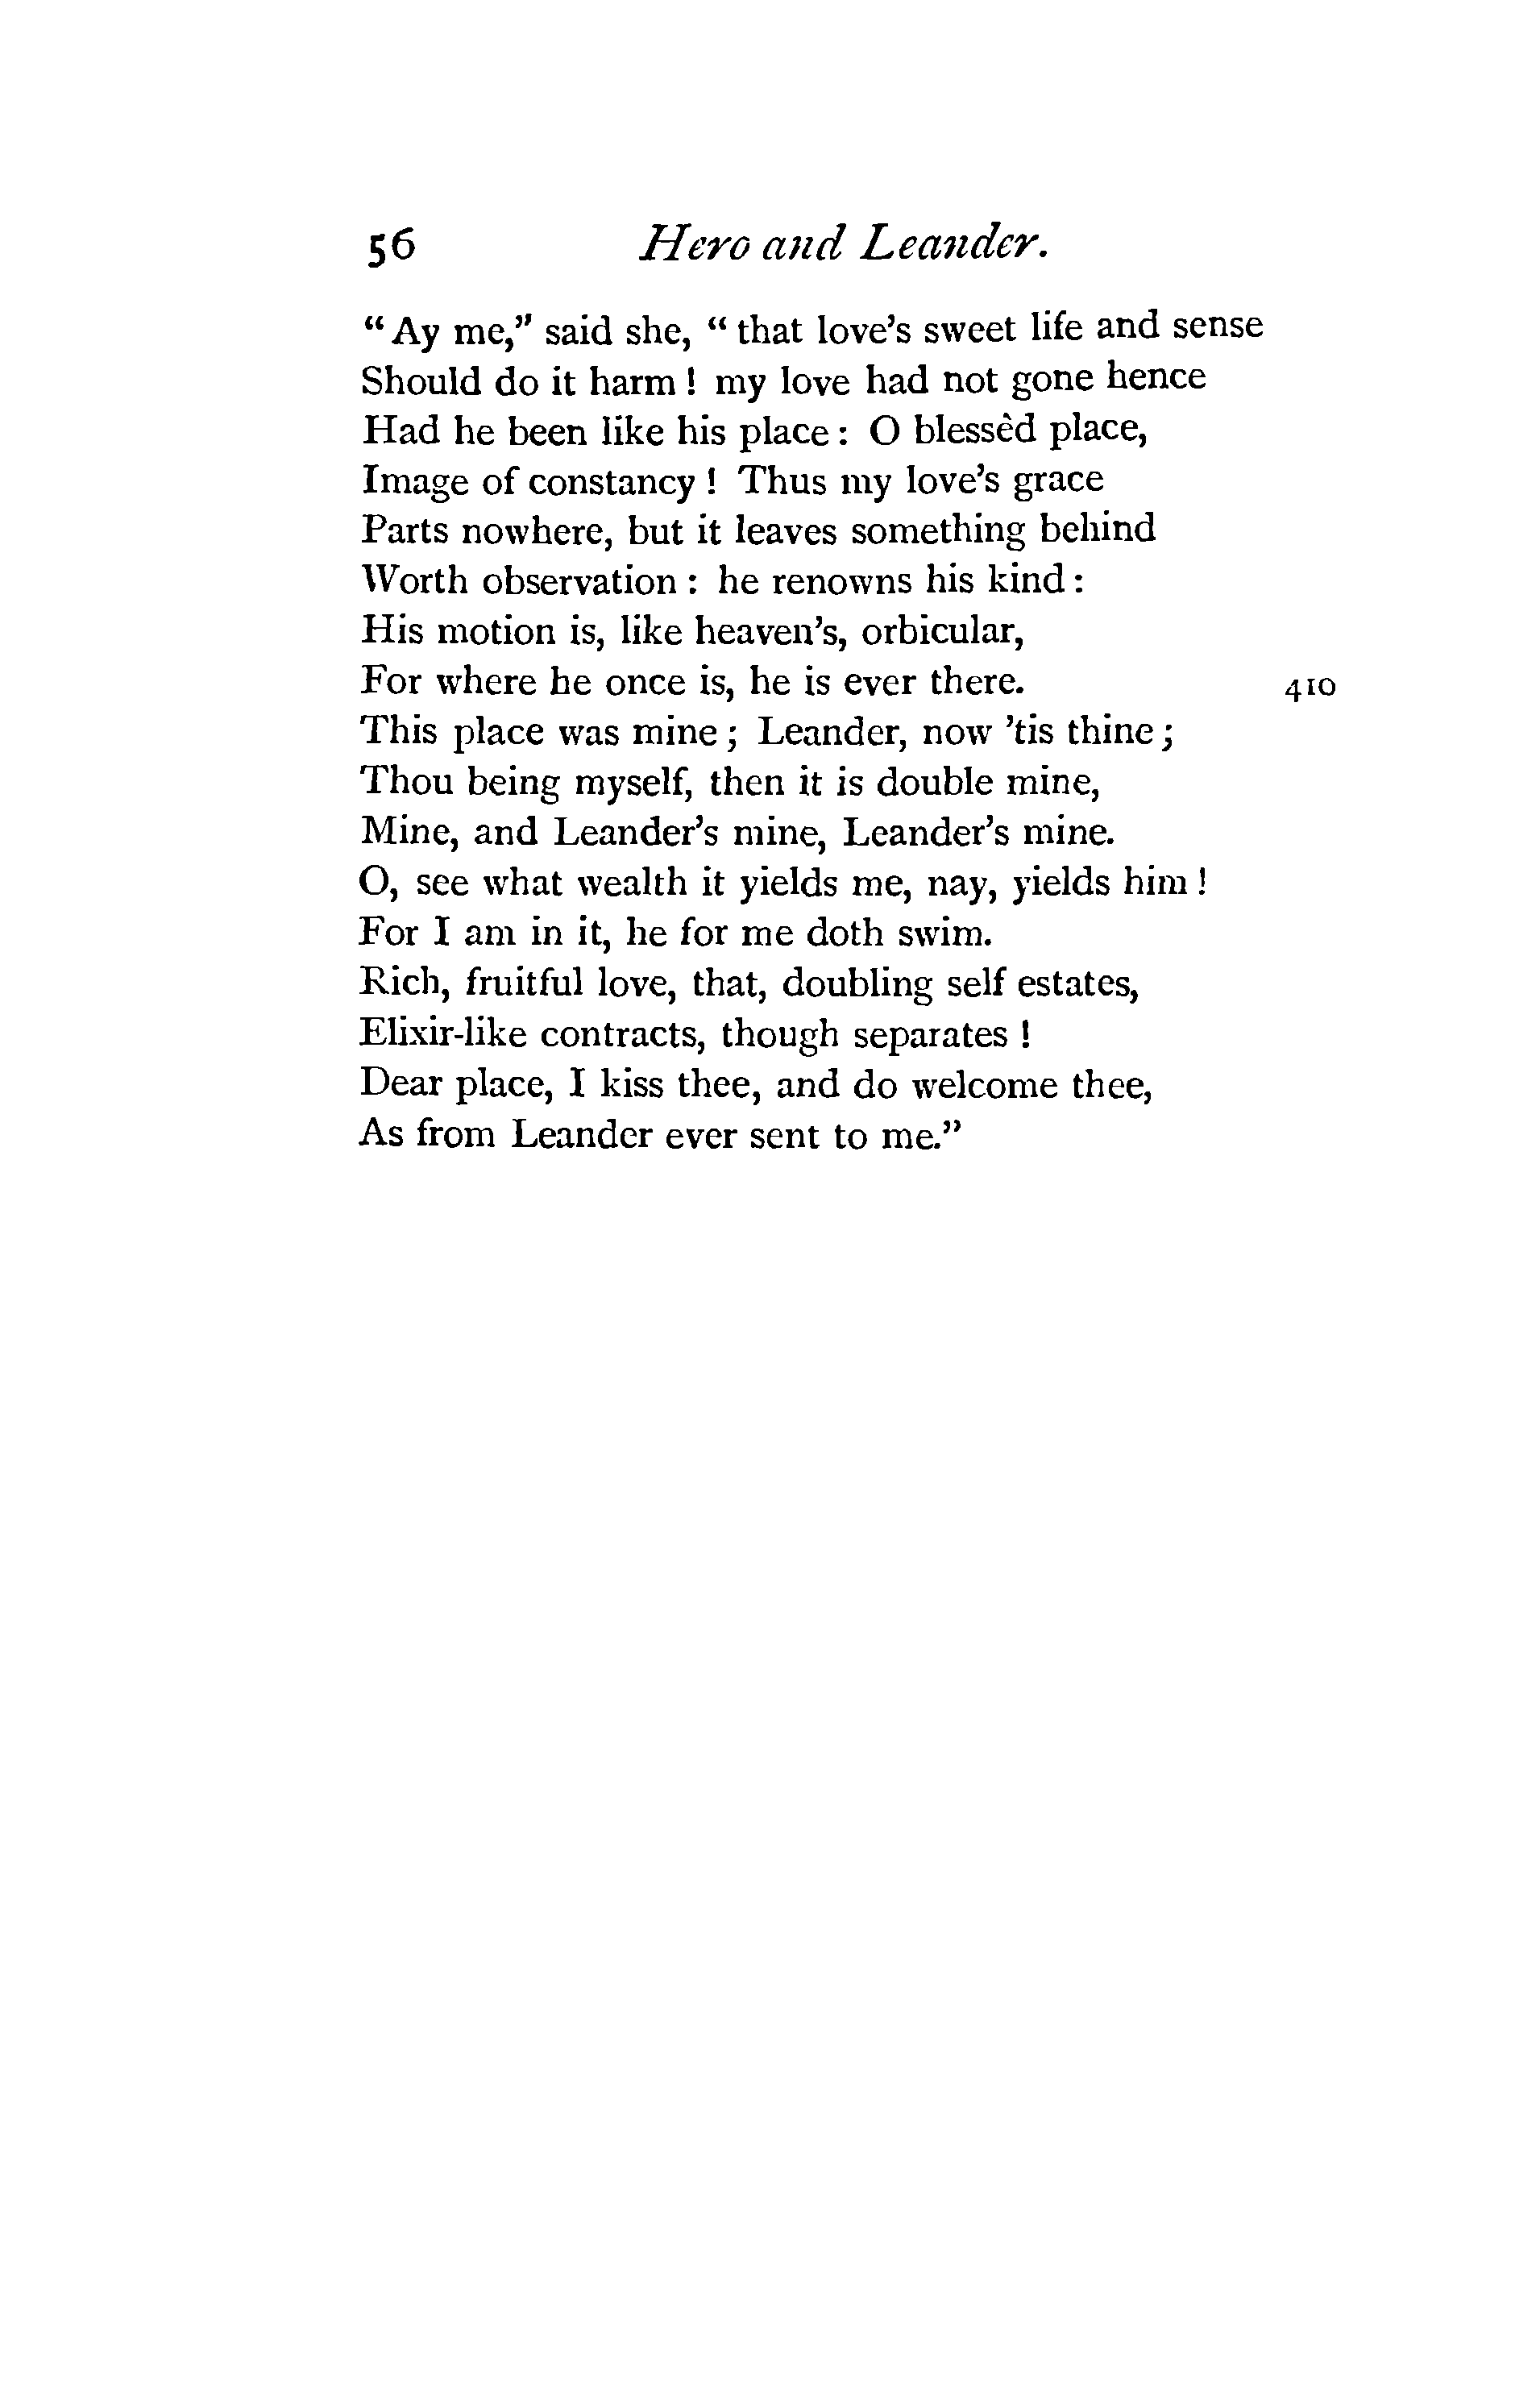 56 Hero and Leander.
“Ay me,” said she, “that love’s sweet life and sense
Should do it harm! my love had not gone hence
Had he been like his place: O blessèd place,
Image of constancy! Thus my love’s grace
Parts nowhere, but it leaves something behind
Worth observation: he renowns his kind:
His motion is, like heaven’s, orbicular,
For where he once is, he is ever there. 410
This place was mine; Leander, now ’tis thine;
Thou being myself, then it is double mine,
Mine, and Leander’s mine, Leander’s mine.
O, see what wealth it yields me, nay, yields him!
For I am in it, he for me doth swim.
Rich, fruitful love, that, doubling self estates,
Elixir-like contracts, though separates!
Dear place, I kiss thee, and do welcome thee,
As from Leander ever sent to me.”